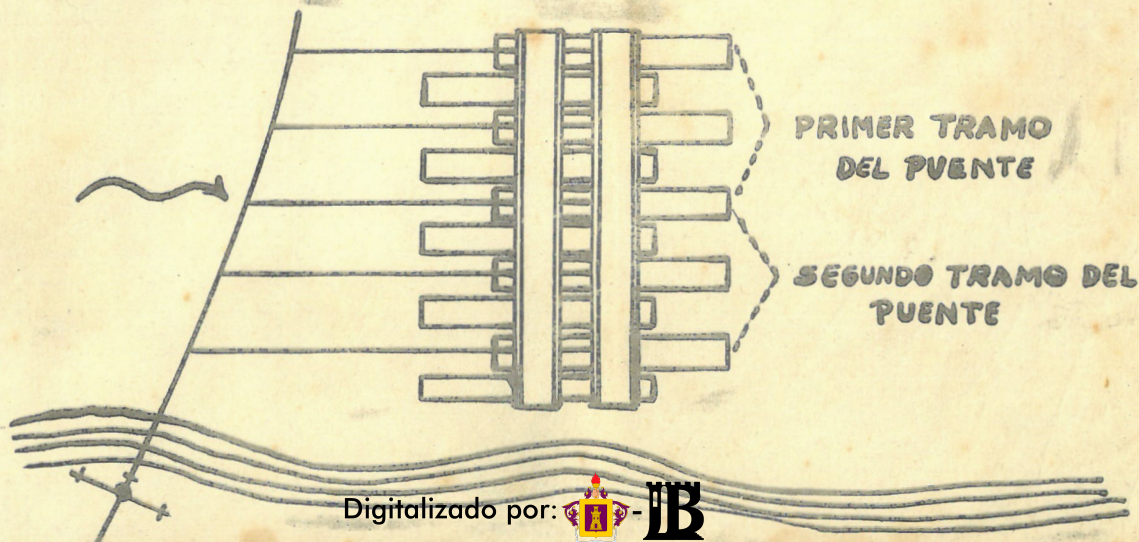 PRIMER TRAMO
DEL PUENTE
SEGUNDO TRAMO DEL
PUENTE
Digitalizado por: